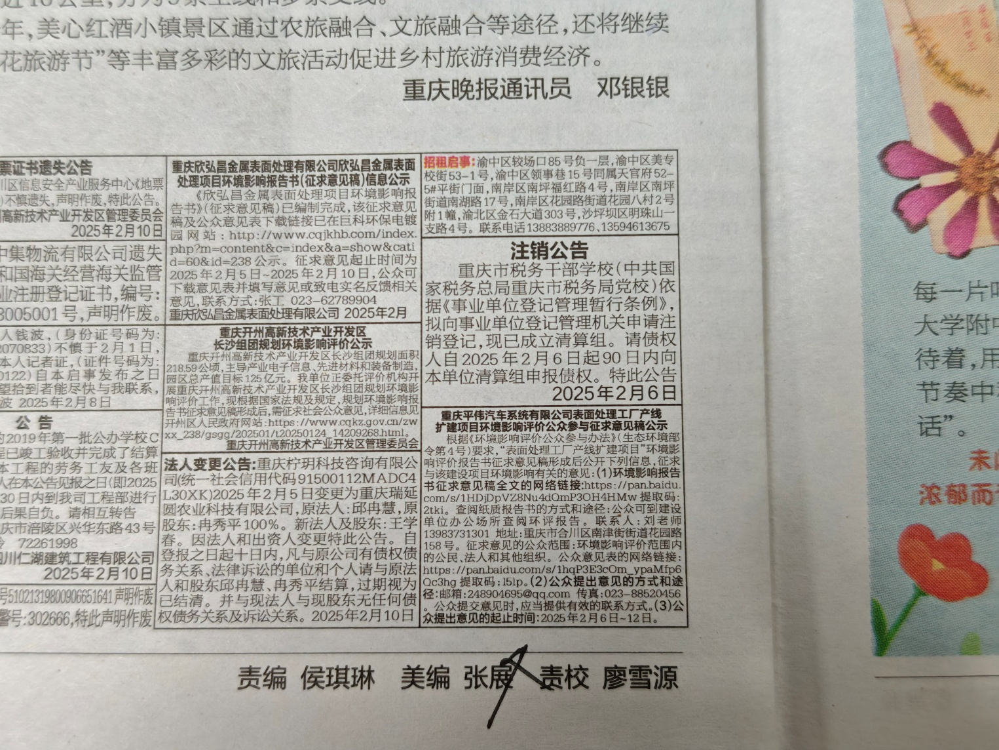 年，美心红酒小镇景区通过农旅融合、文旅融合等途径，还将继续
花旅游节”等丰富多彩的文旅活动促进乡村旅游消费经济。
重庆晚报通讯员 邓银银
票证书遗失公告
川区信息安全产业服务中心《地票
)不慎遗失，声明作废，特此公告。
高新技术产业开发区管理委员会
2025年2月10日
中集物流有限公司遗失
和国海关经营海关监管
业注册登记证书，编号：
3005001号，声明作废。
人钱波，(身份证号码为：
2070833)不慎于2月1日，
本人记者证，(证件号码为：
0122)自本启事发布之日
望拾到者能尽快与我联系，
波 2025年2月8日
公 告
的2019年第一批公办学校C
程已竣工验收并完成了结算
本工程的劳务工友及各班
人在本公告见报之日(即2025
30日内到我司工程部进行
后果自负。请相互转告
庆市涪陵区兴华东路43号
72261998
四川仁湖建筑工程有限公司
2025年2月10日
号51021319800906651641声明作废
警号：302666，特此声明作废
重庆欣弘昌金属表面处理有限公司欣弘昌金属表面
处理项目环境影响报告书(征求意见稿)信息公示
《欣弘昌金属表面处理项目环境影响报
告书》(征求意见稿)已编制完成，该征求意见
稿及公众意见表下载链接已在巨科环保电镀
园网站：http://www.cqjkhb.com/index.
php?m=content&c=index&a=show&cati
d=60&id=238公示。征求意见起止时间为
2025年2月5日~2025年2月10日，公众可
下载意见表并填写意见或致电实名反馈相关
意见，联系方式：张工 023-62789904
重庆欣弘昌金属表面处理有限公司 2025年2月
重庆开州高新技术产业开发区
长沙组团规划环境影响评价公示
重庆开州高新技术产业开发区长沙组团规划面积
218.59公顷，主导产业电子信息、先进材料和装备制造，
园区总产值目标125亿元。我单位正委托评价机构开
展重庆开州高新技术产业开发区长沙组团规划环境影
响评价工作，现根据国家法规及规定，规划环境影响报
告书征求意见稿形成后，需征求社会公众意见，详细信息见
开州区人民政府网站：https://www.cqkz.gov.cn/zw
xx_238/gsgg/202501/t20250124_14209268.html。
重庆开州高新技术产业开发区管理委员会
法人变更公告：重庆柠玥科技咨询有限公
司(统一社会信用代码91500112MADC4
L30XK)2025年2月5日变更为重庆瑞延
圆农业科技有限公司，原法人：邱冉慧，原
股东：冉秀平100%。新法人及股东：王学
春。因法人和出资人变更特此公告。自
登报之日起十日内，凡与原公司有债权债
务关系、法律诉讼的单位和个人请与原法
人和股东邱冉慧、冉秀平结算，过期视为
已结清。并与现法人与现股东无任何债
权债务关系及诉讼关系。2025年2月10日
招租启事：渝中区较场口85号负一层，渝中区美专
校街53-1号，渝中区领事巷15号同属天官府52-
5#平街门面，南岸区南坪福红路4号，南岸区南坪
街道南湖路17号，南岸区花园路街道花园八村2号
附1幢，渝北区金石大道303号，沙坪坝区明珠山一
支路4号。联系电话13883889776、13594613675
注销公告
重庆市税务干部学校(中共国
家税务总局重庆市税务局党校)依
据《事业单位登记管理暂行条例》，
拟向事业单位登记管理机关申请注
销登记，现已成立清算组。请债权
人自2025年2月6日起90日内向
本单位清算组申报债权。特此公告
2025年2月6日
重庆平伟汽车系统有限公司表面处理工厂产线
扩建项目环境影响评价公众参与征求意见稿公示
根据《环境影响评价公众参与办法》(生态环境部
令第4号)要求，“表面处理工厂产线扩建项目”环境影
响评价报告书征求意见稿形成后公开下列信息，征求
与该建设项目环境影响有关的意见：(1)环境影响报告
书征求意见稿全文的网络链接：https://pan.baidu.
com/s/1HDjDpVZ8Nu4dQmP3OH4HMw 提取码：
2tki。查阅纸质报告书的方式和途径：公众可到建设
单位办公场所查阅环评报告。联系人：刘老师
13983731301 地址：重庆市合川区南津街街道花园路
158号。征求意见的公众范围：环境影响评价范围内
的公民、法人和其他组织。公众意见表的网络链接：
https://pan.baidu.com/s/1hqP3E3cOm_ypaMfp6
Qc3hg 提取码：l5lp。(2)公众提出意见的方式和途
径：邮箱：248904695@qq.com 传真：023-88520456
。公众提交意见时，应当提供有效的联系方式。(3)公
众提出意见的起止时间：2025年2月6日~12日。
责编 侯琪琳 美编 张展 责校 廖雪源
每一片
大学附中
待着，用
节奏中
话”。
未
浓郁而